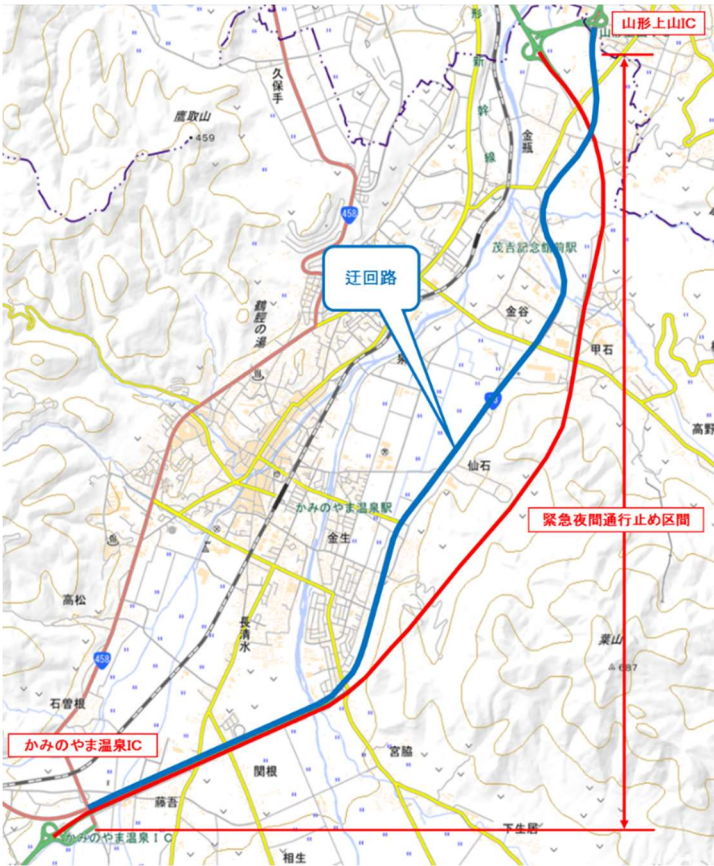 山形上山IC
形
新
幹
線
久保手
鷹取山
459
金瓶
458
茂吉記念館前駅
迂回路
金谷
鶴脛の湯
甲石
高野
仙石
かみのやま温泉駅
緊急夜間通行止め区間
金生
高松
長清水
葉山
687
458
石曽根
かみのやま温泉IC
宮脇
関根
藤吾
下生居
かみのやま温泉IC
相生